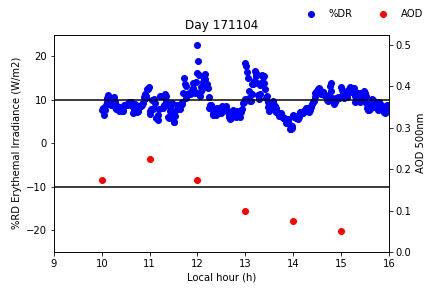 %DR AOD
Day 171104
%RD Erythermal Irradiance (W/m2)
20
10
0
−10
−20
0.5
0.4
0.3
0.2
0.1
0.0
AOD 500nm
9 10 11 12 13 14 15 16
Local hour (h)